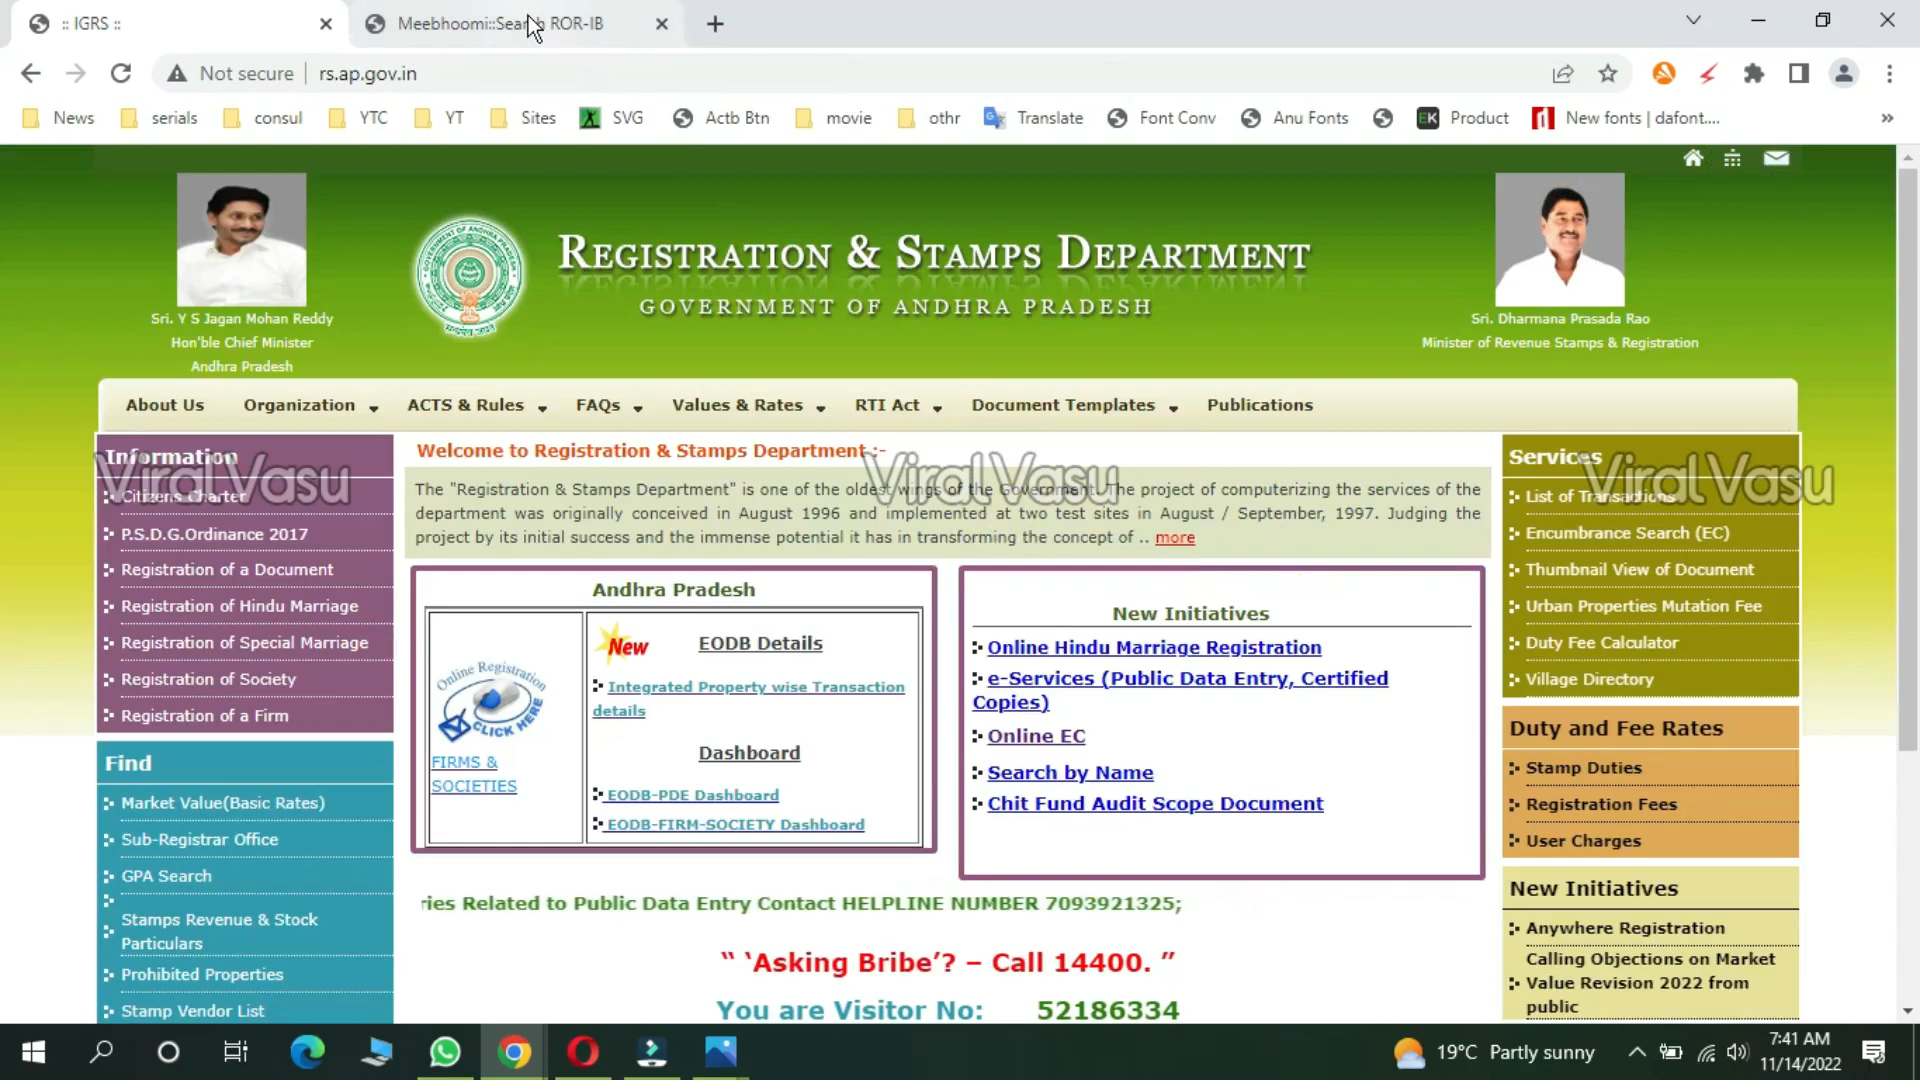 :: IGRS ::
Meebhoomi::Search ROR-IB
Not secure
rs.ap.gov.in
News
serials
consul
YTC
YT
Sites
SVG
Actb Btn
movie
othr
Translate
Font Conv
Anu Fonts
EK
Product
New fonts | dafont....
»
Sri. Y S Jagan Mohan Reddy
Hon'ble Chief Minister
Andhra Pradesh
REGISTRATION & STAMPS DEPARTMENT
GOVERNMENT OF ANDHRA PRADESH
Sri. Dharmana Prasada Rao
Minister of Revenue Stamps & Registration
About Us
Organization
ACTS & Rules
FAQs
Values & Rates
RTI Act
Document Templates
Publications
Information
Citizens Charter
P.S.D.G.Ordinance 2017
Registration of a Document
Registration of Hindu Marriage
Registration of Special Marriage
Registration of Society
Registration of a Firm
Find
Market Value(Basic Rates)
Sub-Registrar Office
GPA Search
Stamps Revenue & Stock
Particulars
Prohibited Properties
Stamp Vendor List
Viral Vasu
Welcome to Registration & Stamps Department :-
The "Registration & Stamps Department" is one of the oldest wings of the Government. The project of computerizing the services of the
department was originally conceived in August 1996 and implemented at two test sites in August / September, 1997. Judging the
project by its initial success and the immense potential it has in transforming the concept of .. more
Viral Vasu
Andhra Pradesh
Online Registration
CLICK HERE
FIRMS &
SOCIETIES
New
EODB Details
Integrated Property wise Transaction
details
Dashboard
EODB-PDE Dashboard
EODB-FIRM-SOCIETY Dashboard
New Initiatives
Online Hindu Marriage Registration
e-Services (Public Data Entry, Certified
Copies)
Online EC
Search by Name
Chit Fund Audit Scope Document
ries Related to Public Data Entry Contact HELPLINE NUMBER 7093921325;
“ ‘Asking Bribe’? – Call 14400. ”
You are Visitor No: 52186334
Services
List of Transactions
Encumbrance Search (EC)
Thumbnail View of Document
Urban Properties Mutation Fee
Duty Fee Calculator
Village Directory
Viral Vasu
Duty and Fee Rates
Stamp Duties
Registration Fees
User Charges
New Initiatives
Anywhere Registration
Calling Objections on Market
Value Revision 2022 from
public
19°C Partly sunny
7:41 AM
11/14/2022